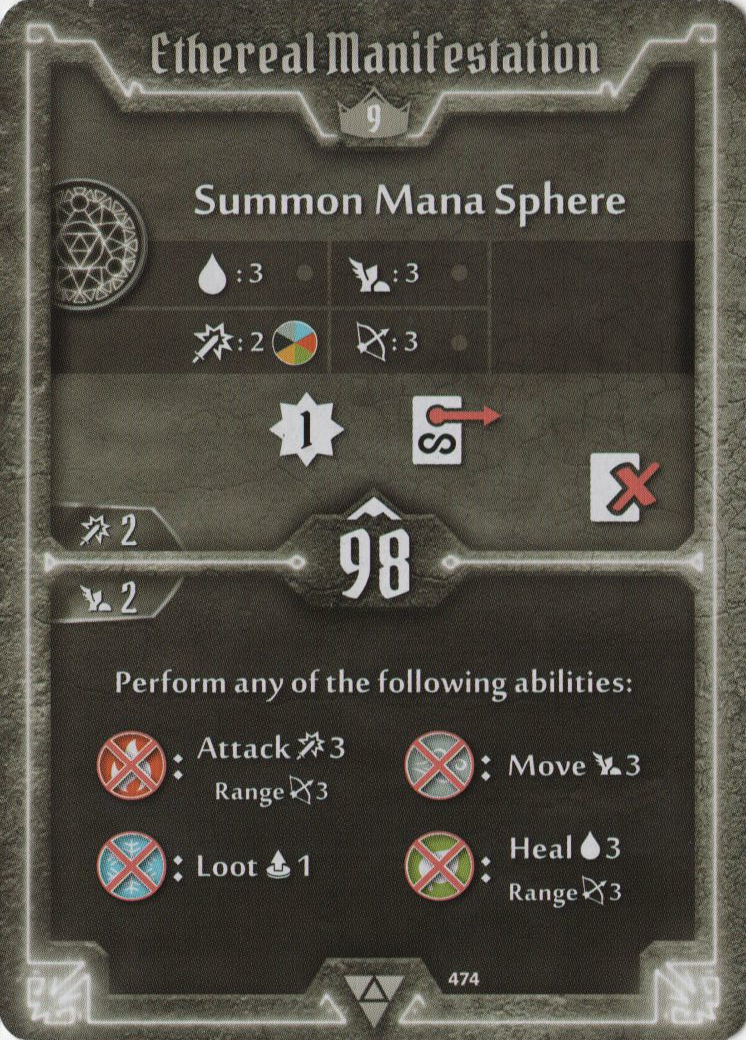 Ethereal Manifestation
9
Summon Mana Sphere
: 3 : 3
: 2 : 3
1
S
2
98
2
Perform any of the following abilities:
: Attack 3
Range 3
: Move 3
: Loot 1
: Heal 3
Range 3
474